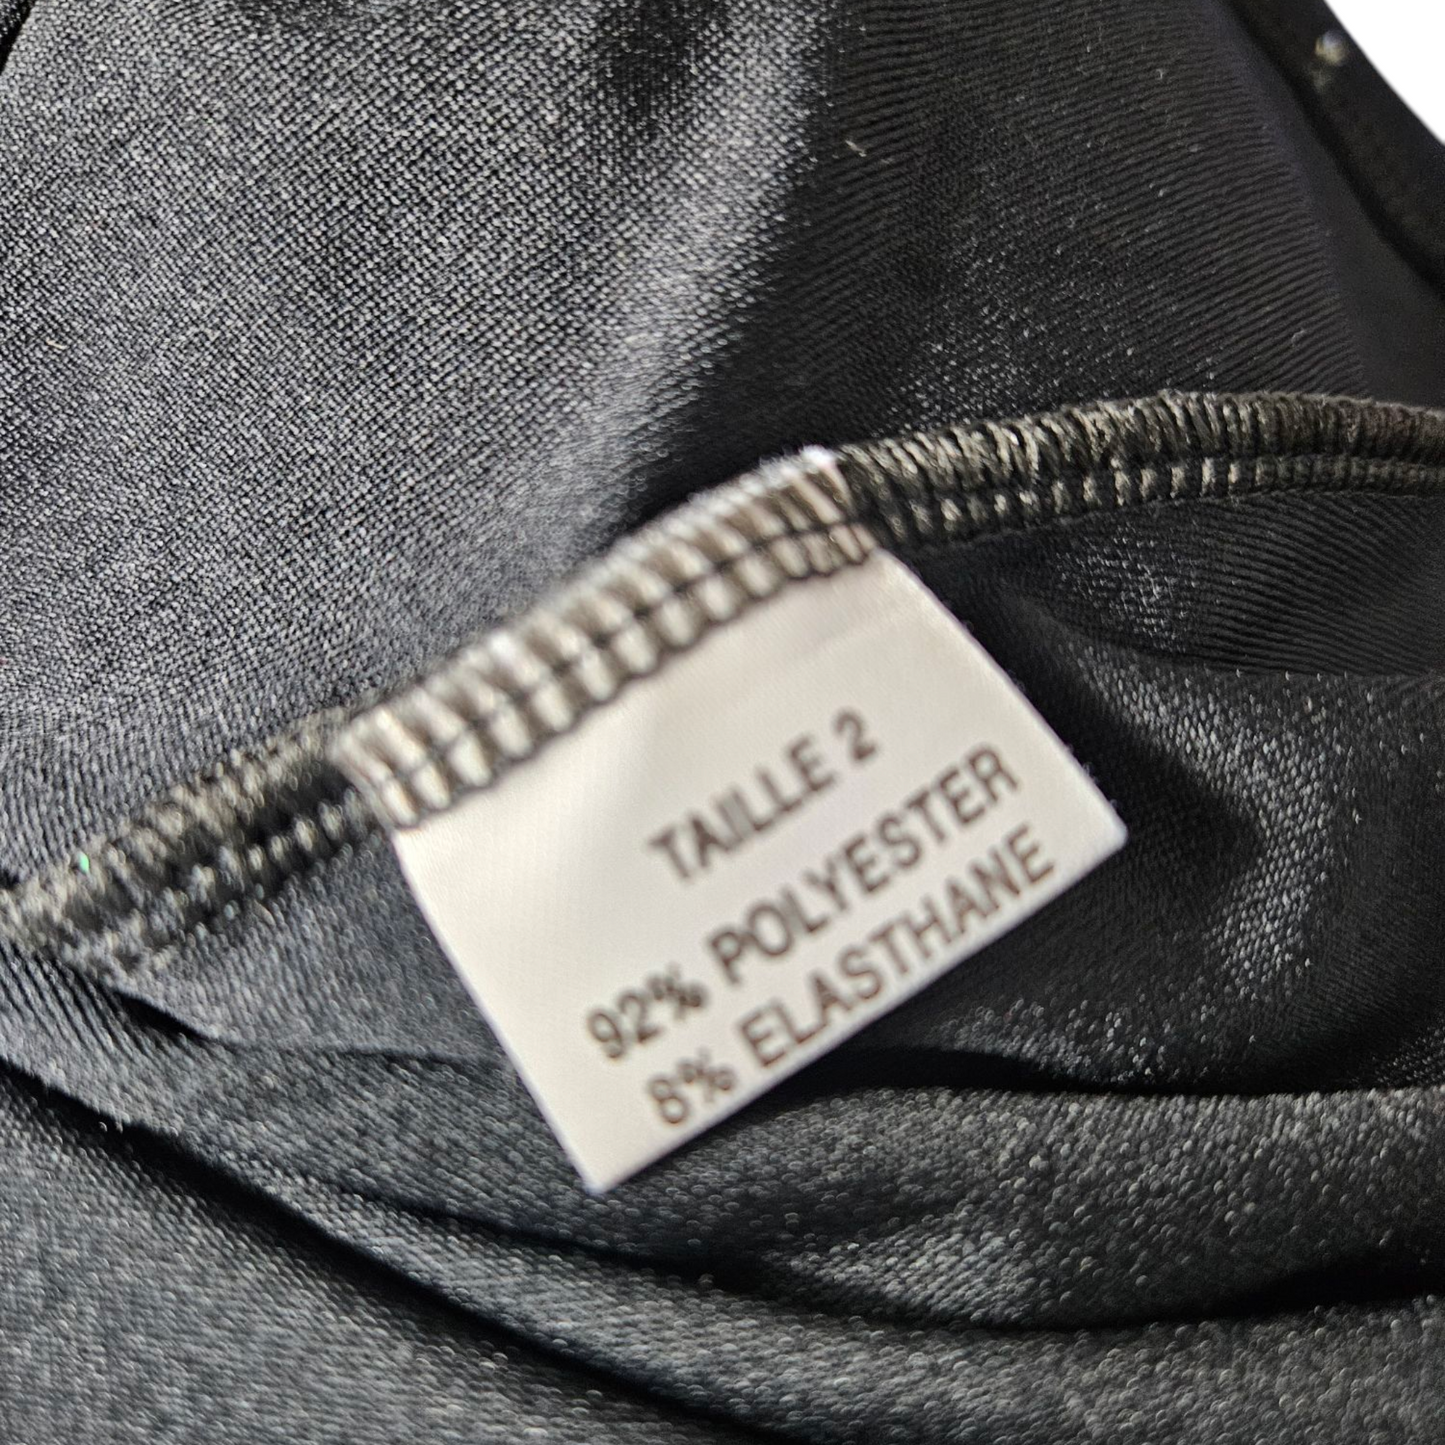 TAILLE 2
92% POLYESTER
8% ELASTHANE